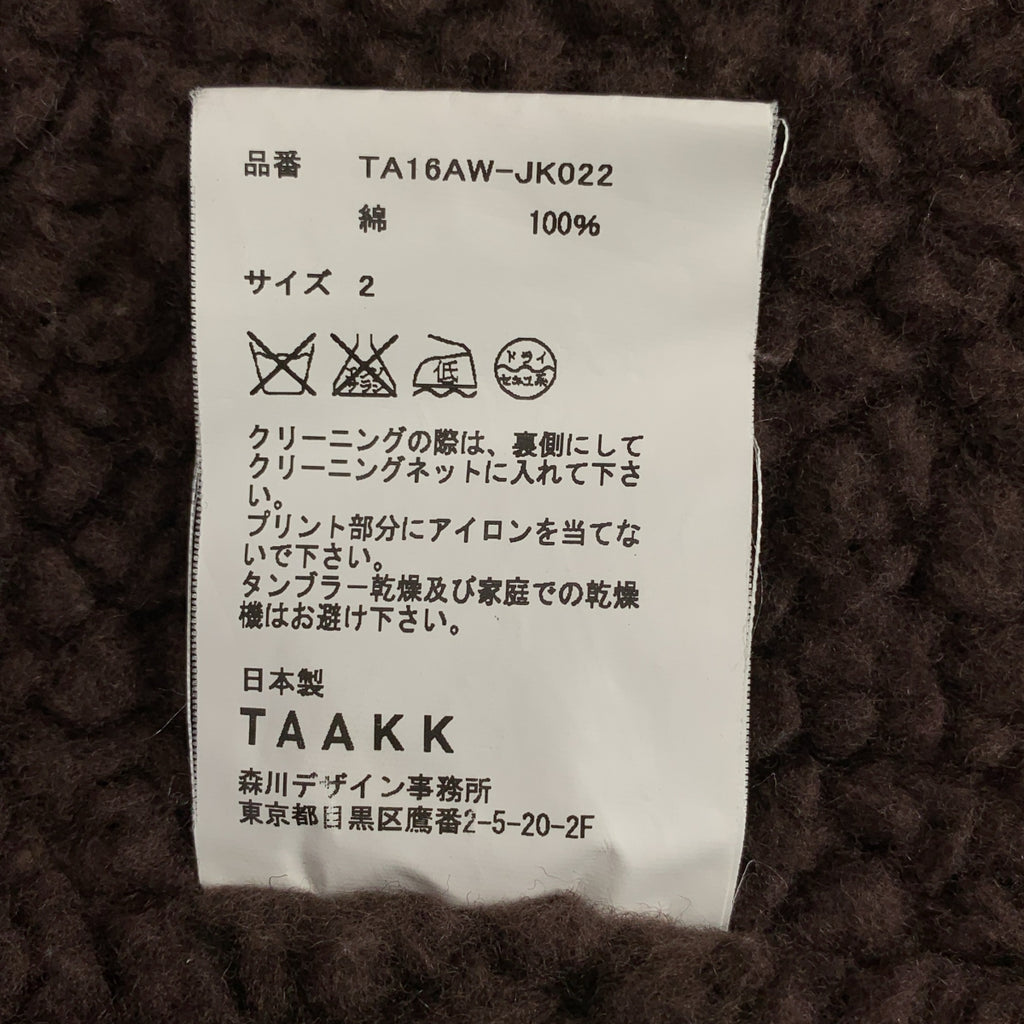 品番 TA16AW-JK022
綿 100%
サイズ 2
低
ドライ
セキユ系
クリーニングの際は、裏側にして
クリーニングネットに入れて下さ
い。
プリント部分にアイロンを当てな
いで下さい。
タンブラー乾燥及び家庭での乾燥
機はお避け下さい。
日本製
TAAKK
森川デザイン事務所
東京都目黒区鷹番2-5-20-2F